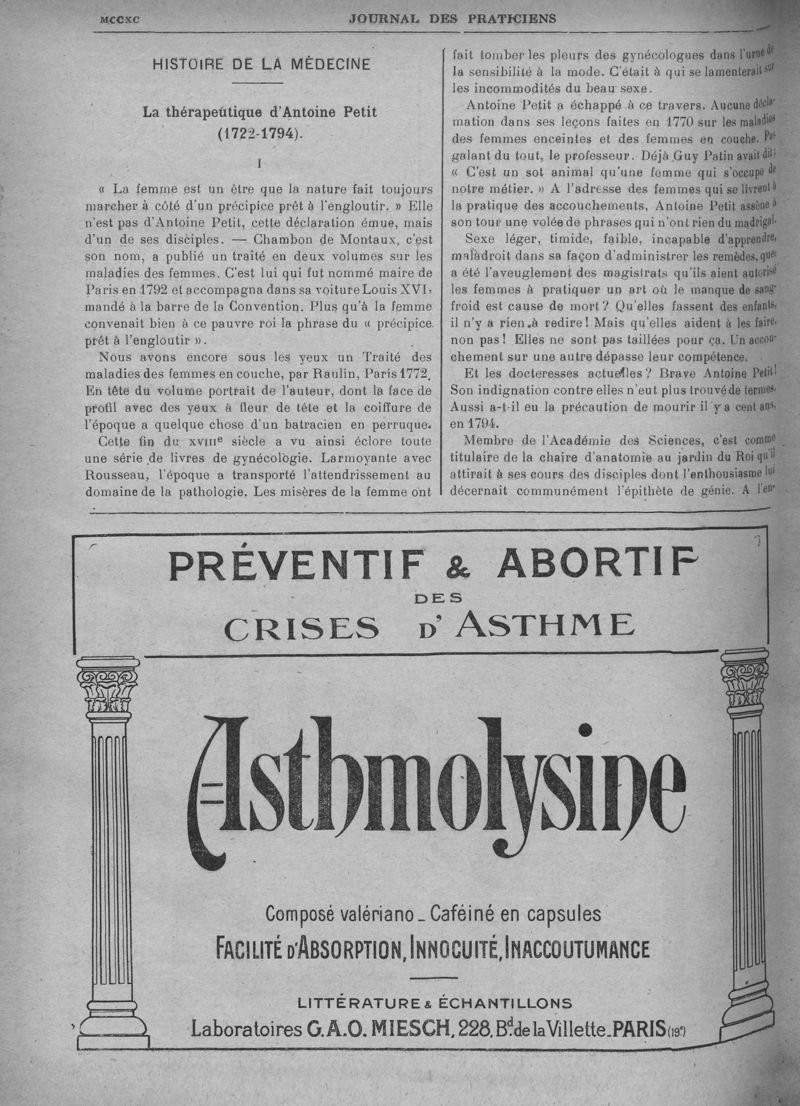 MCCXC
JOURNAL DES PRATICIENS
HISTOIRE DE LA MÉDECINE
La thérapeutique d'Antoine Petit
(1722-1794).
I
« La femme est un être que la nature fait toujours
marcher à côté d'un précipice prêt à l'engloutir. » Elle
n'est pas d'Antoine Petit, cette déclaration émue, mais
d'un de ses disciples. — Chambon de Montaux, c'est
son nom, a publié un traité en deux volumes sur les
maladies des femmes. C'est lui qui fut nommé maire de
Paris en 1792 et accompagna dans sa voiture Louis XVI,
mandé à la barre de la Convention. Plus qu'à la femme
convenait bien à ce pauvre roi la phrase du « précipice
prêt à l'engloutir ».
Nous avons encore sous les yeux un Traité des
maladies des femmes en couche, par Raulin, Paris 1772.
En tête du volume portrait de l'auteur, dont la face de
profil avec des yeux à fleur de tête et la coiffure de
l'époque a quelque chose d'un batracien en perruque.
Cette fin du XVIIIe siècle a vu ainsi éclore toute
une série de livres de gynécologie. Larmoyante avec
Rousseau, l'époque a transporté l'attendrissement au
domaine de la pathologie. Les misères de la femme ont
fait tomber les pleurs des gynécologues dans l'urne de
la sensibilité à la mode. C'était à qui se lamenterait sur
les incommodités du beau sexe.
Antoine Petit a échappé à ce travers. Aucune décla-
mation dans ses leçons faites en 1770 sur les maladies
des femmes enceintes et des femmes en couche. Pas
galant du tout, le professeur. Déjà Guy Patin avait dit :
« C'est un sot animal qu'une femme qui s'occupe de
notre métier. » A l'adresse des femmes qui se livrent à
la pratique des accouchements, Antoine Petit assène à
son tour une volée de phrases qui n'ont rien du madrigal.
Sexe léger, timide, faible, incapable d'apprendre,
maladroit dans sa façon d'administrer les remèdes, quel
a été l'aveuglement des magistrats qu'ils aient autorisé
les femmes à pratiquer un art où le manque de sang-
froid est cause de mort ? Qu'elles fassent des enfants,
il n'y a rien à redire ! Mais qu'elles aident à les faire,
non pas ! Elles ne sont pas taillées pour ça. Un accou-
chement sur une autre dépasse leur compétence.
Et les docteresses actuelles ? Brave Antoine Petit !
Son indignation contre elles n'eut plus trouvé de termes.
Aussi a-t-il eu la précaution de mourir il y a cent ans,
en 1794.
Membre de l'Académie des Sciences, c'est comme
titulaire de la chaire d'anatomie au jardin du Roi qu'il
attirait à ses cours des disciples dont l'enthousiasme lui
décernait communément l'épithète de génie. A l'en-
PRÉVENTIF & ABORTIF
DES
CRISES D'ASTHME
Asthmolysine
Composé valériano - Caféiné en capsules
FACILITÉ D'ABSORPTION, INNOCUITÉ, INACCOUTUMANCE
LITTÉRATURE & ÉCHANTILLONS
Laboratoires G.A.O. MIESCH, 228, Bd. de la Villette - PARIS (19e)